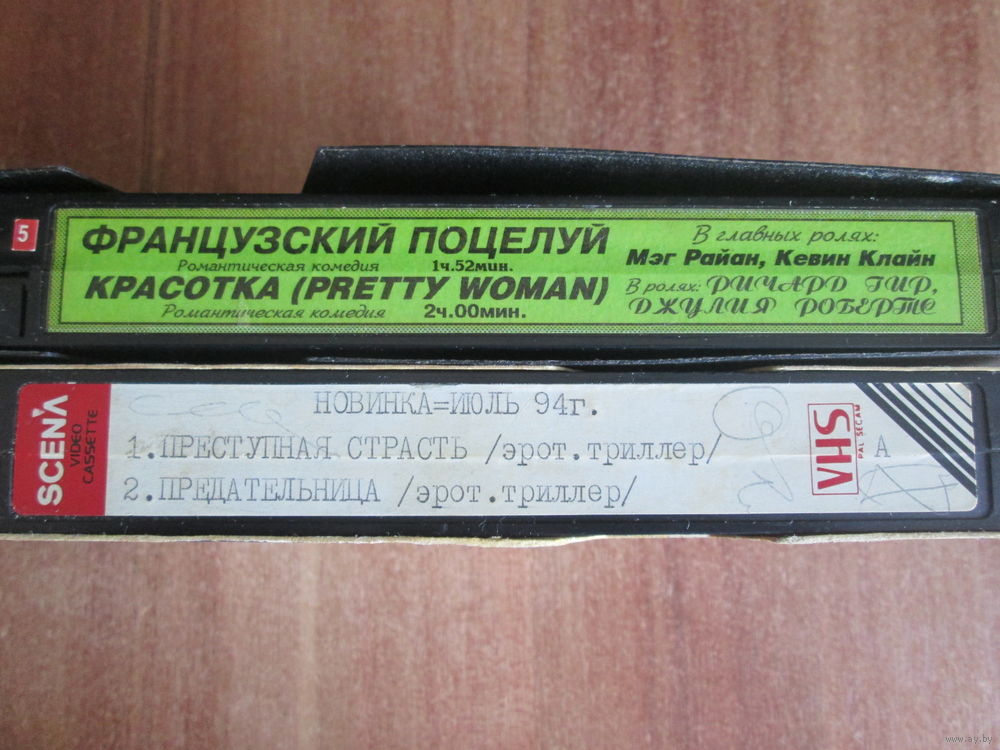 5
ФРАНЦУЗСКИЙ ПОЦЕЛУЙ
Романтическая комедия 1ч.52мин.
В главных ролях:
Мэг Райан, Кевин Клайн
КРАСОТКА (PRETTY WOMAN)
Романтическая комедия 2ч.00мин.
В ролях: РИЧАРД ГИР,
ДЖУЛИЯ РОБЕРТС
SCENA
VIDEO
CASSETTE
НОВИНКА=ИЮЛЬ 94г.
1.ПРЕСТУПНАЯ СТРАСТЬ /эрот.триллер/
2.ПРЕДАТЕЛЬНИЦА /эрот.триллер/
VHS
PAL SECAM
A
www.ay.by